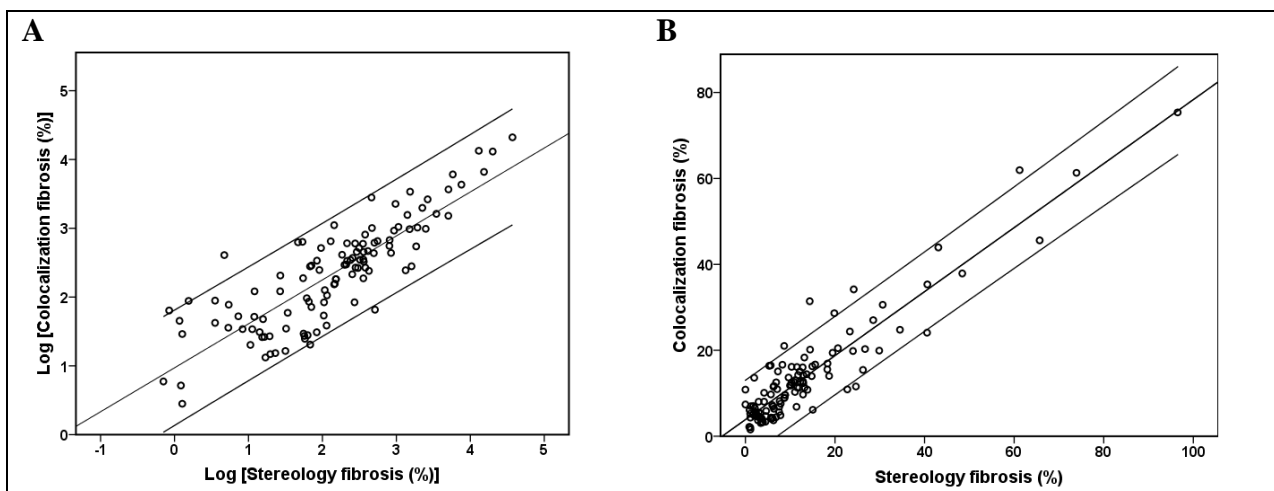 A
B
Log [Colocalization fibrosis (%)]
5
4
3
2
1
0
-1 0 1 2 3 4 5
Log [Stereology fibrosis (%)]
Colocalization fibrosis (%)
80
60
40
20
0
0 20 40 60 80 100
Stereology fibrosis (%)